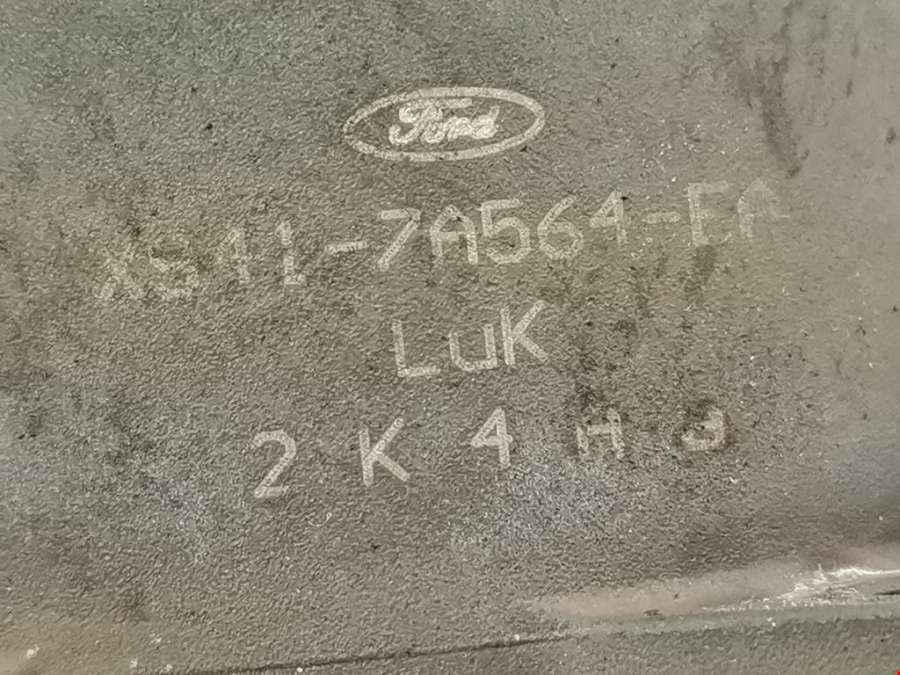 Ford
XS41-7A564-EA
LuK
2 K 4 H J